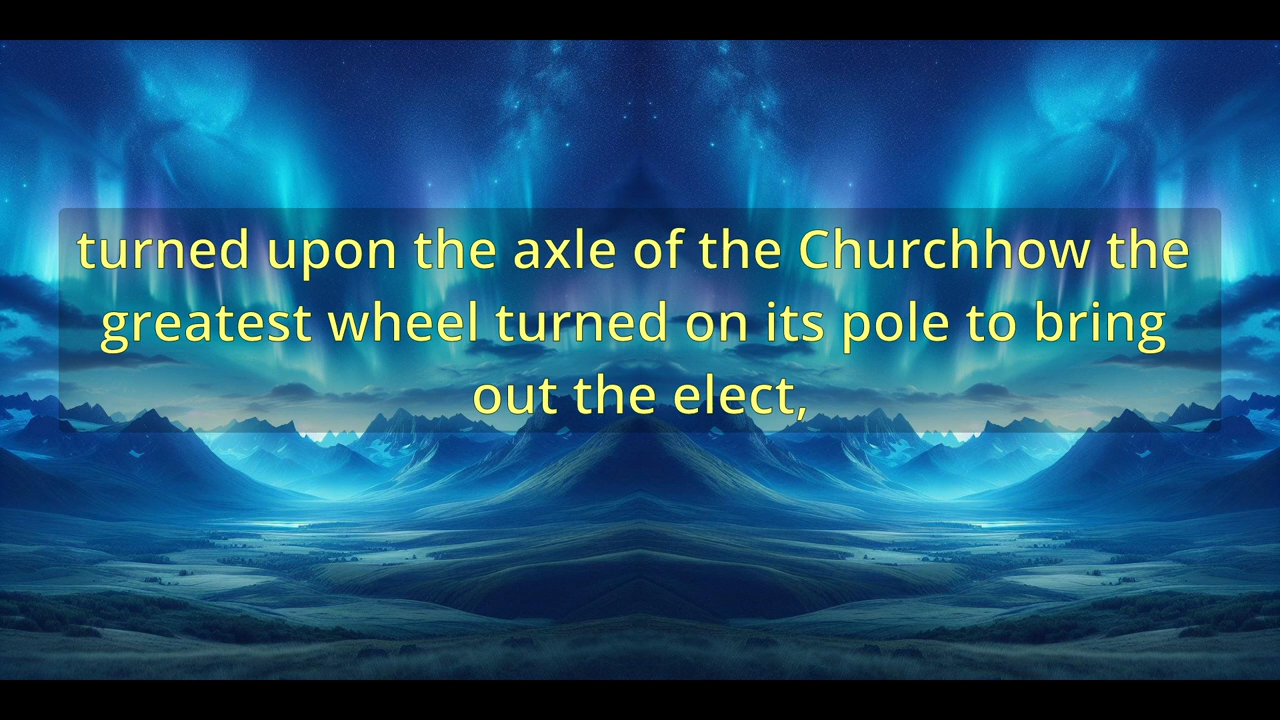 turned upon the axle of the Churchhow the
greatest wheel turned on its pole to bring
out the elect,